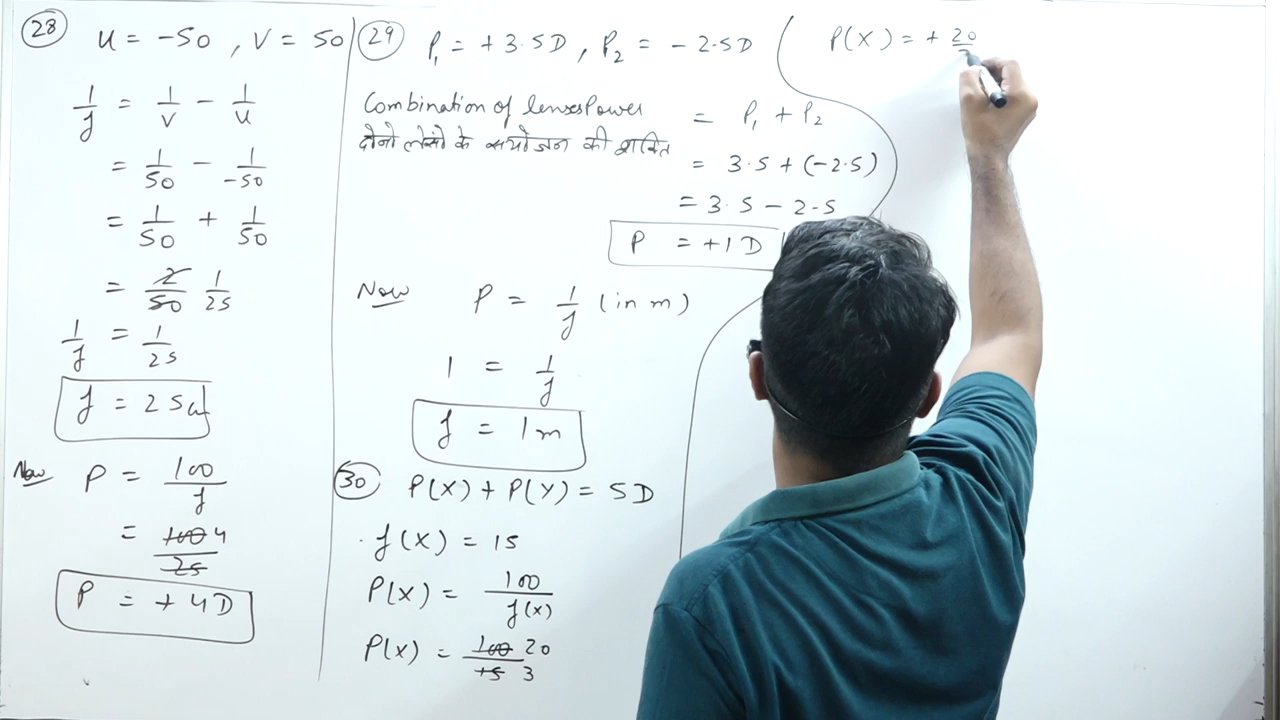 28 u = -50 , v = 50
1/f = 1/v - 1/u
= 1/50 - 1/-50
= 1/50 + 1/50
= 2/50 1/25
1/f = 1/25
f = 25cm
Now P = 100/f
= 100 4/25
P = +4D
29 P₁ = +3.5D , P₂ = -2.5D
Combination of lenses Power
दोनो लेंसो के संयोजन की शक्ति
= P₁ + P₂
= 3.5 + (-2.5)
= 3.5 - 2.5
P = +1D
Now P = 1/f (in m)
1 = 1/f
f = 1m
30 P(X) + P(Y) = 5D
f(X) = 15
P(X) = 100/f(x)
P(x) = 100 20/15 3
P(X) = + 20